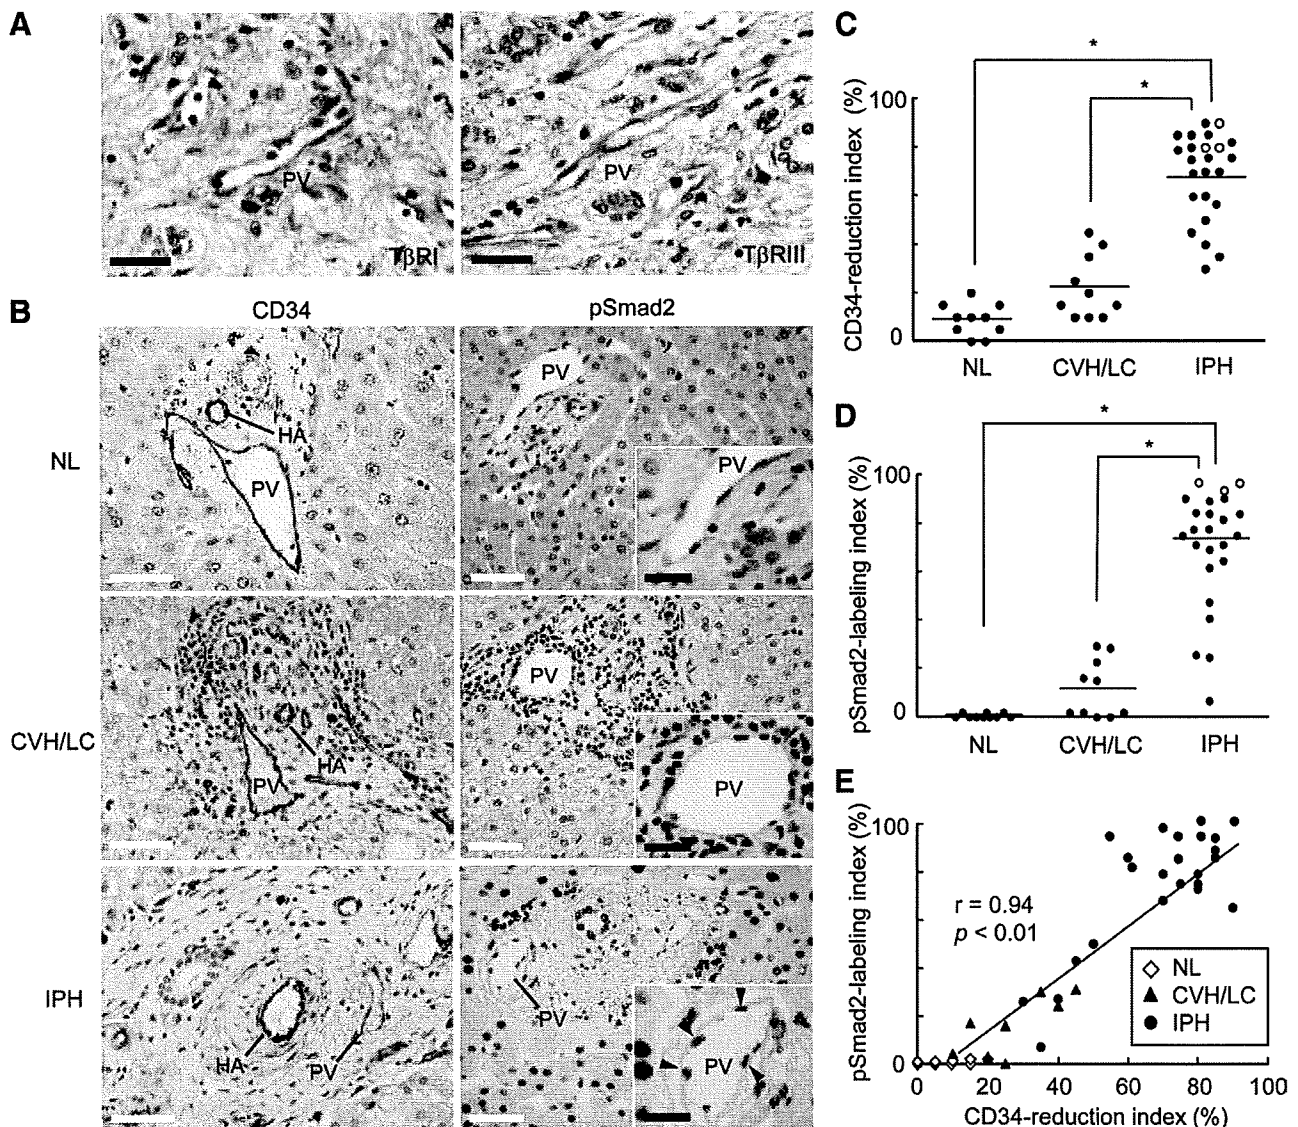 A
PV
TβRI
PV
TβRIII
B
CD34
pSmad2
NL
HA
PV
PV
PV
CVH/LC
HA
PV
PV
PV
IPH
HA
PV
PV
PV
C
CD34-reduction index (%)
100
0
*
*
NL
CVH/LC
IPH
D
pSmad2-labeling index (%)
100
0
*
*
NL
CVH/LC
IPH
E
pSmad2-labeling index (%)
100
0
r = 0.94
p < 0.01
NL
CVH/LC
IPH
0
20
40
60
80
100
CD34-reduction index (%)